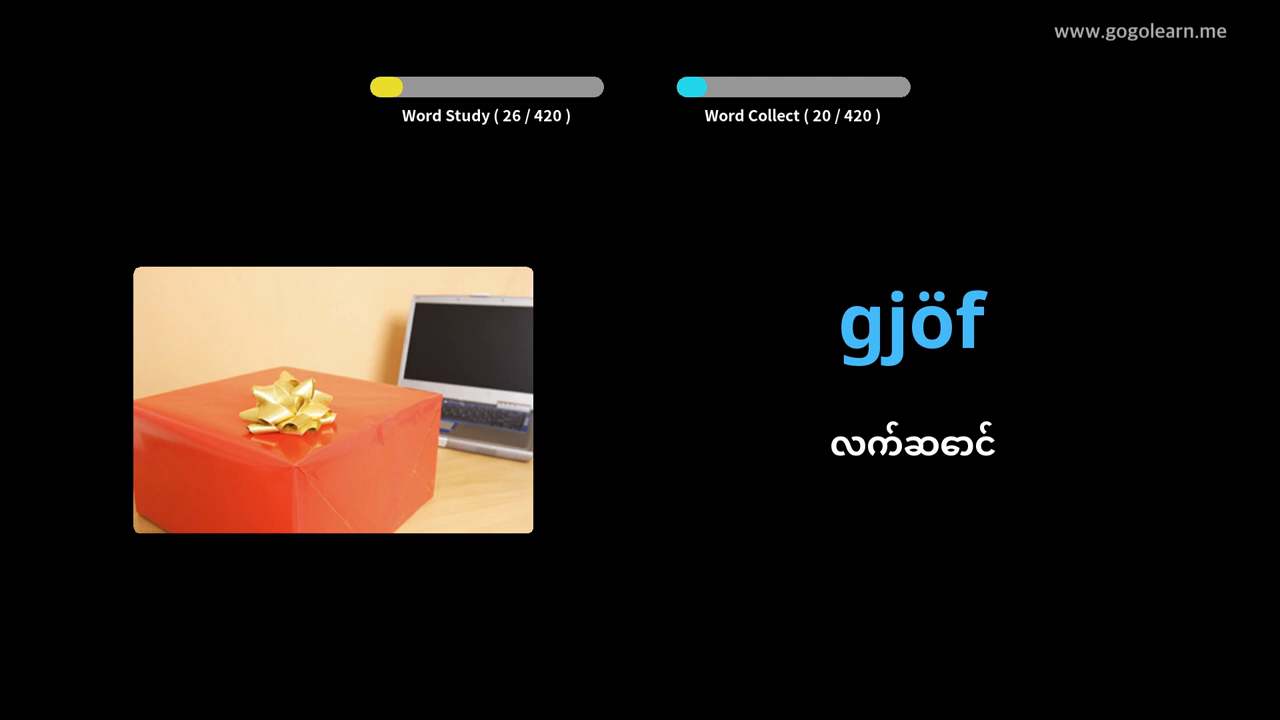 www.gogolearn.me
Word Study ( 26 / 420 )
Word Collect ( 20 / 420 )
gjöf
လက်ဆောင်